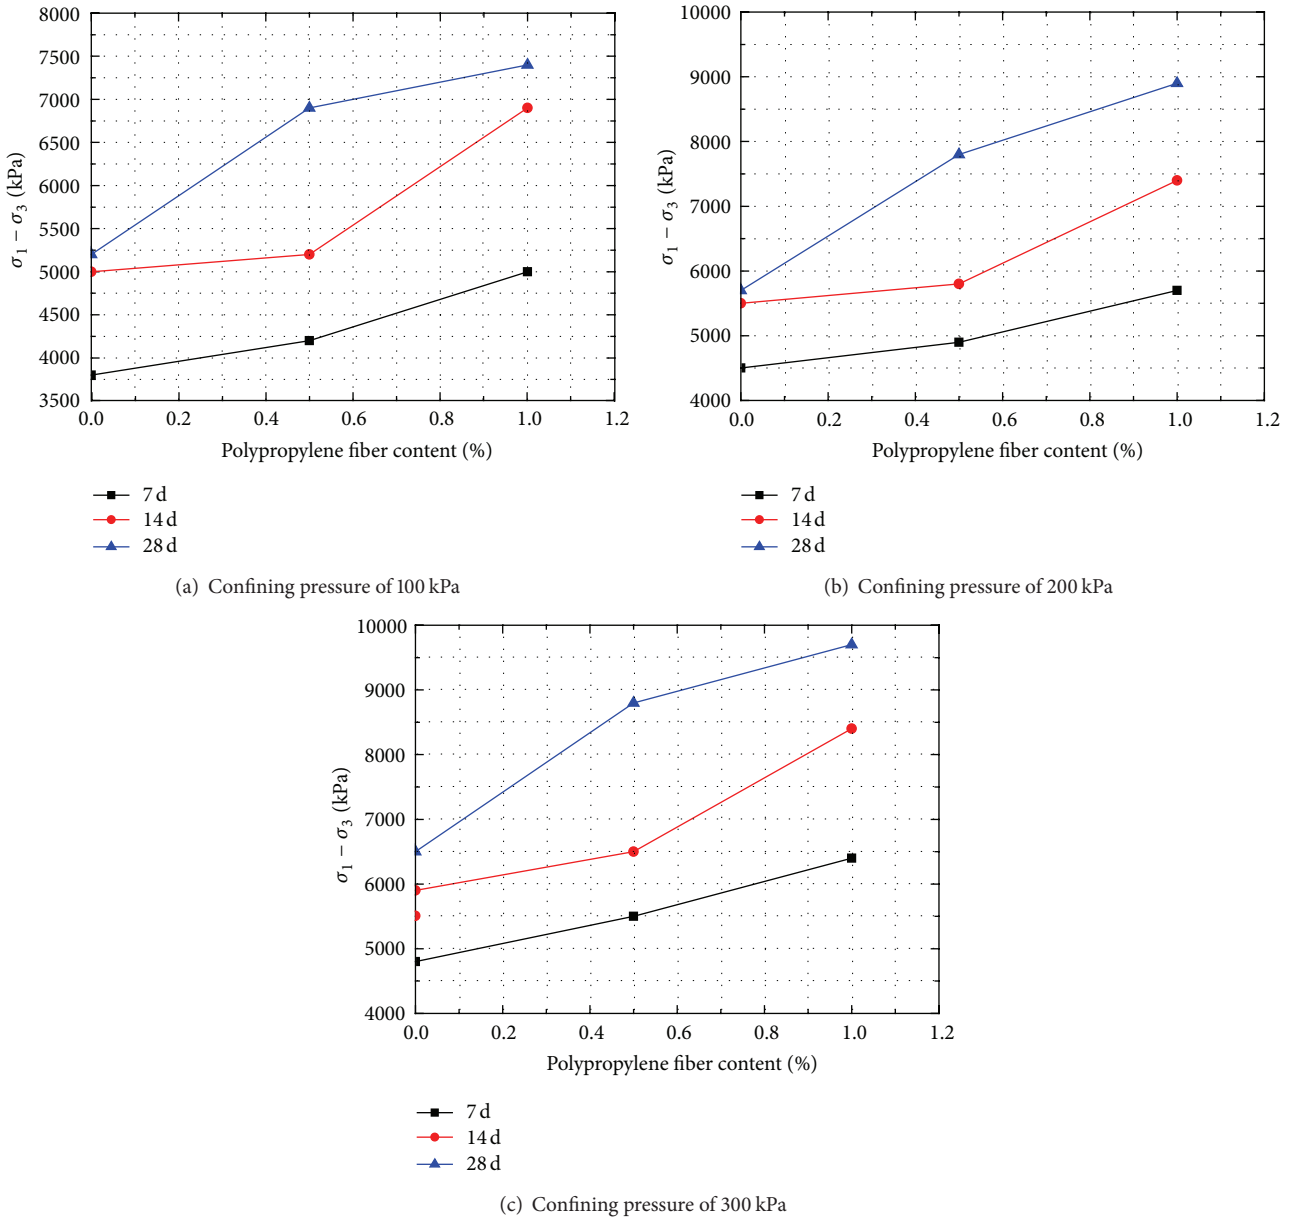 8000
7500
7000
6500
6000
5500
5000
4500
4000
3500
σ1 − σ3 (kPa)
0.0 0.2 0.4 0.6 0.8 1.0 1.2
Polypropylene fiber content (%)
7 d
14 d
28 d
(a) Confining pressure of 100 kPa
10000
9000
8000
7000
6000
5000
4000
σ1 − σ3 (kPa)
0.0 0.2 0.4 0.6 0.8 1.0 1.2
Polypropylene fiber content (%)
7 d
14 d
28 d
(b) Confining pressure of 200 kPa
10000
9000
8000
7000
6000
5000
4000
σ1 − σ3 (kPa)
0.0 0.2 0.4 0.6 0.8 1.0 1.2
Polypropylene fiber content (%)
7 d
14 d
28 d
(c) Confining pressure of 300 kPa